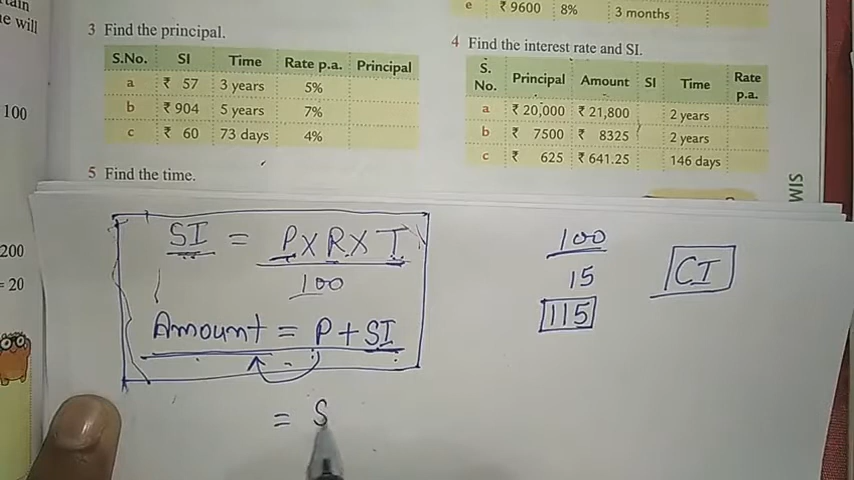 tain
e will
100
200
= 20
e ₹ 9600 8% 3 months
3 Find the principal.
S.No. SI Time Rate p.a. Principal
a ₹ 57 3 years 5%
b ₹ 904 5 years 7%
c ₹ 60 73 days 4%
4 Find the interest rate and SI.
S. No. Principal Amount SI Time Rate p.a.
a ₹ 20,000 ₹ 21,800 2 years
b ₹ 7500 ₹ 8325 2 years
c ₹ 625 ₹ 641.25 146 days
5 Find the time.
SIM
SI = P X R X T
100
Amount = P + SI
= S
100
15
115
CI